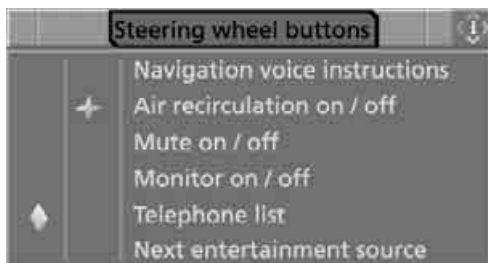 Steering wheel buttons
Navigation voice instructions
Air recirculation on / off
Mute on / off
Monitor on / off
Telephone list
Next entertainment source